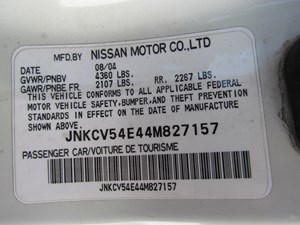 MFD.BY NISSAN MOTOR CO.,LTD
DATE 08/04
GVWR/PNBV 4360 LBS.
GAWR/PNBE FR 2107 LBS. RR. 2267 LBS.
THIS VEHICLE CONFORMS TO ALL APPLICABLE FEDERAL
MOTOR VEHICLE SAFETY,BUMPER,AND THEFT PREVENTION
STANDARDS IN EFFECT ON THE DATE OF MANUFACTURE
SHOWN ABOVE.
JNKCV54E44M827157
PASSENGER CAR/VOITURE DE TOURISME
JNKCV54E44M827157